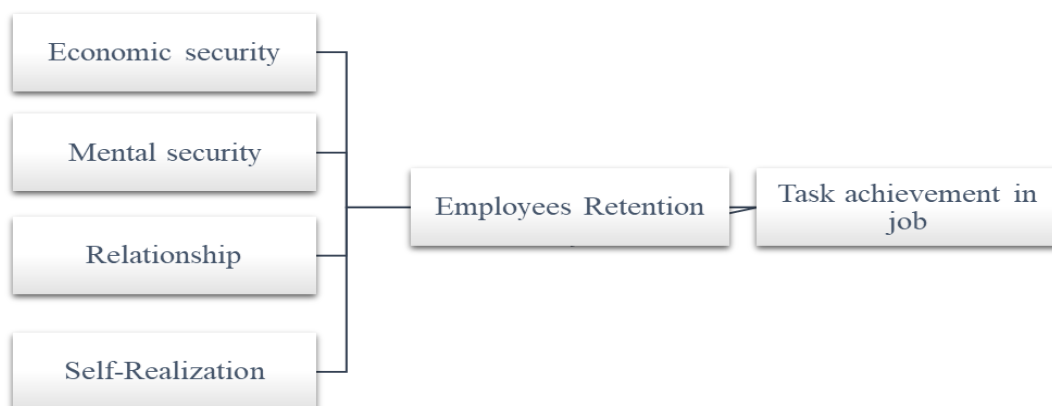 Economic security
Mental security
Relationship
Self-Realization
Employees Retention
Task achievement in
job